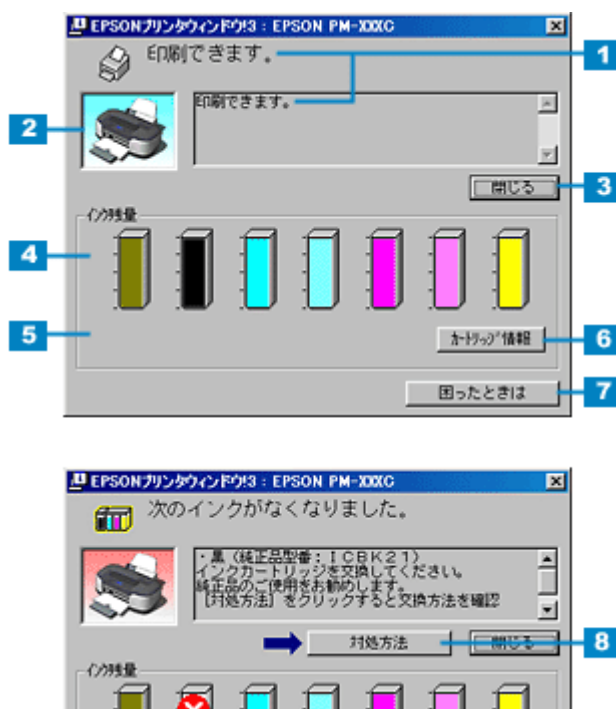 EPSONプリンタウィンドウ!3 : EPSON PM-XXXC
印刷できます。
1
印刷できます。
2
閉じる
3
インク残量
4
5
カートリッジ情報
6
困ったときは
7
EPSONプリンタウィンドウ!3 : EPSON PM-XXXC
次のインクがなくなりました。
・黒（純正品型番：ICBK21）
インクカートリッジを交換してください。
純正品のご使用をお勧めします。
[対処方法]をクリックすると交換方法を確認
対処方法
閉じる
8
インク残量